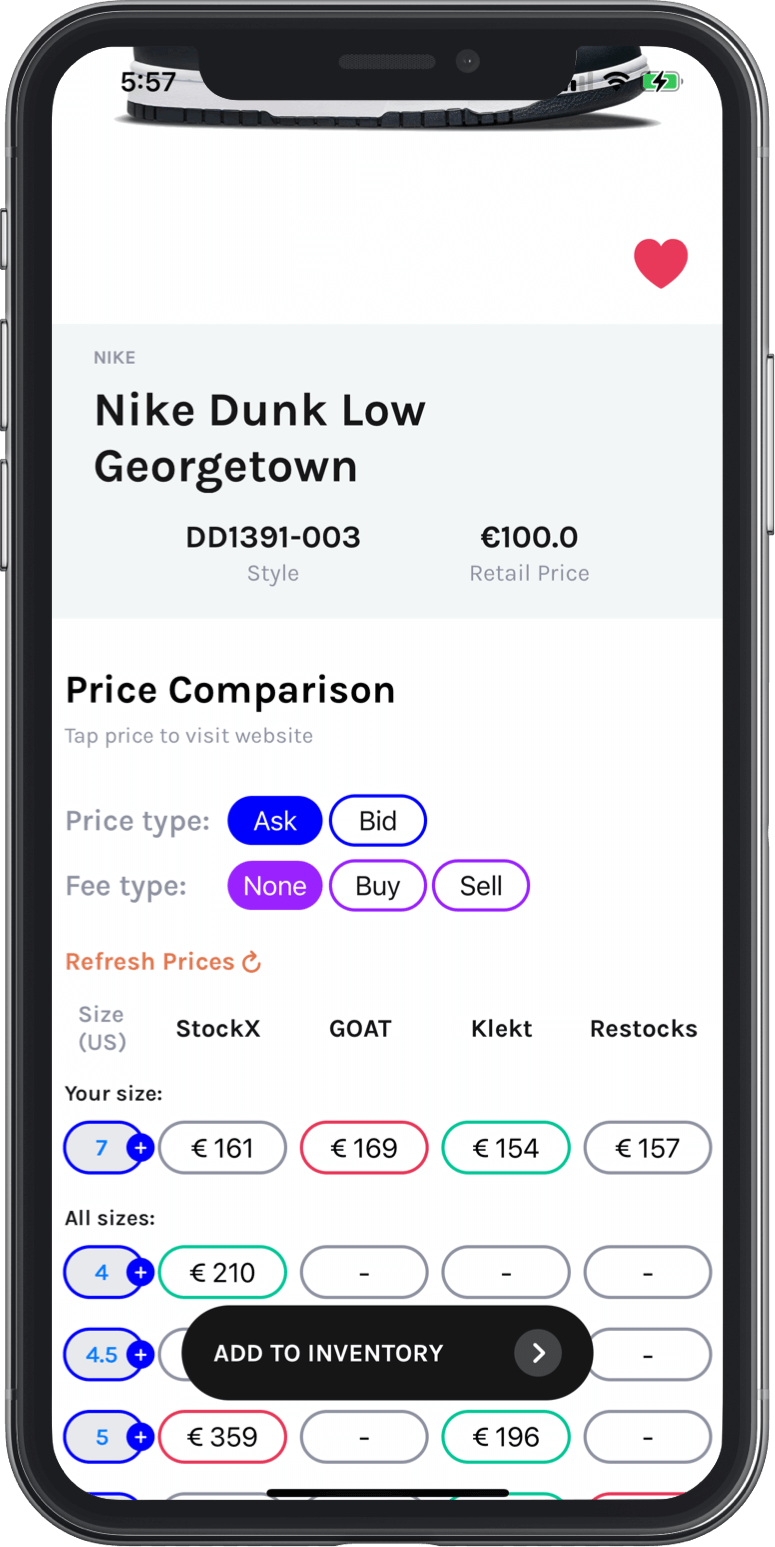 5:57
NIKE
Nike Dunk Low
Georgetown
DD1391-003 €100.0
Style Retail Price
Price Comparison
Tap price to visit website
Price type: Ask Bid
Fee type: None Buy Sell
Refresh Prices
Size
(US) StockX GOAT Klekt Restocks
Your size:
7 + € 161 € 169 € 154 € 157
All sizes:
4 + € 210 - - -
4.5 + -
ADD TO INVENTORY
5 + € 359 - € 196 -